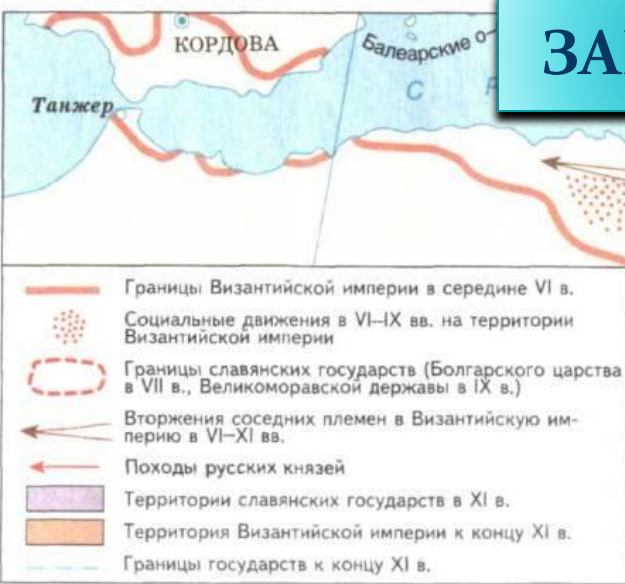 ЗА
КОРДОВА
Балеарские о-
Танжер
С Р
Границы Византийской империи в середине VI в.
Социальные движения в VI–IX вв. на территории
Византийской империи
Границы славянских государств (Болгарского царства
в VII в., Великоморавской державы в IX в.)
Вторжения соседних племен в Византийскую им-
перию в VI–XI вв.
Походы русских князей
Территории славянских государств в XI в.
Территория Византийской империи к концу XI в.
Границы государств к концу XI в.